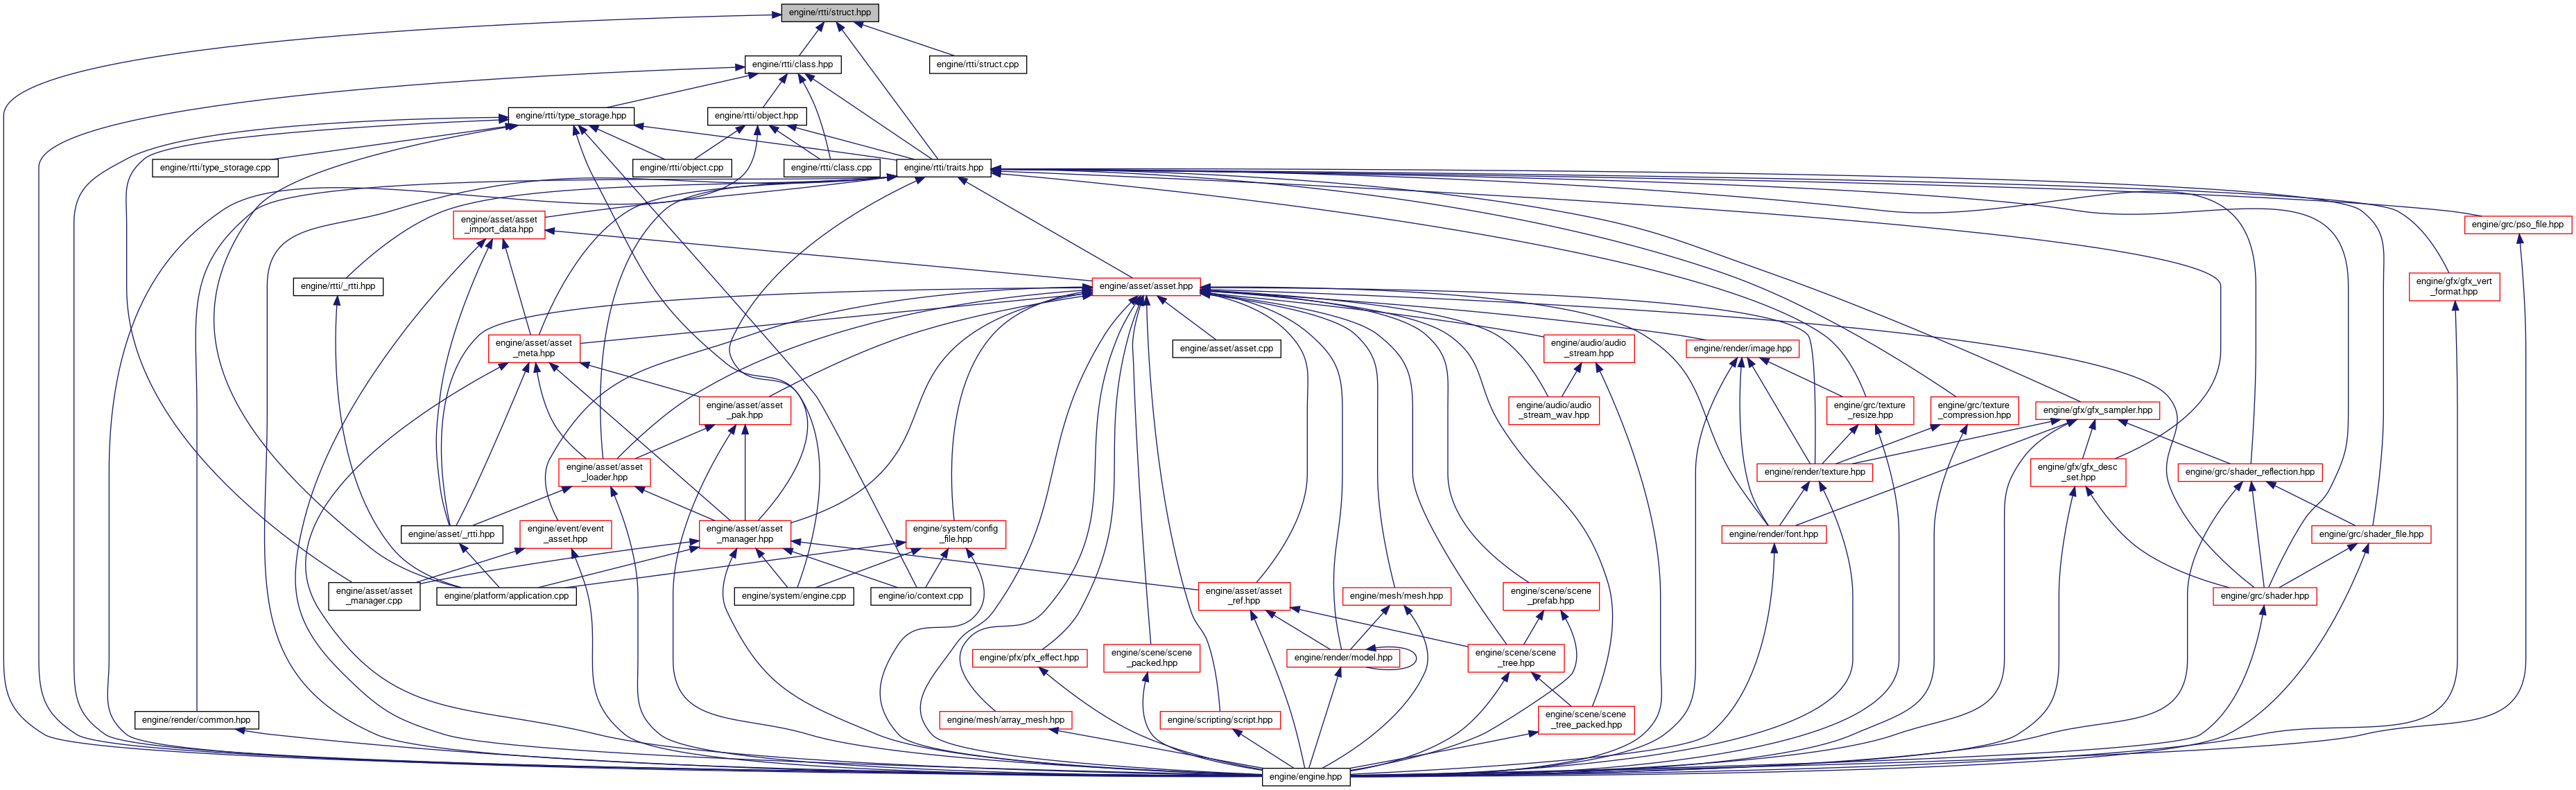 engine/rtti/struct.hpp
engine/rtti/class.hpp
engine/rtti/struct.cpp
engine/rtti/type_storage.hpp
engine/rtti/object.hpp
engine/rtti/type_storage.cpp
engine/rtti/object.cpp
engine/rtti/class.cpp
engine/rtti/traits.hpp
engine/asset/asset
_import_data.hpp
engine/grc/pso_file.hpp
engine/rtti/_rtti.hpp
engine/asset/asset.hpp
engine/gfx/gfx_vert
_format.hpp
engine/asset/asset
_meta.hpp
engine/asset/asset.cpp
engine/audio/audio
_stream.hpp
engine/render/image.hpp
engine/asset/asset
_pak.hpp
engine/audio/audio
_stream_wav.hpp
engine/grc/texture
_resize.hpp
engine/grc/texture
_compression.hpp
engine/gfx/gfx_sampler.hpp
engine/asset/asset
_loader.hpp
engine/render/texture.hpp
engine/gfx/gfx_desc
_set.hpp
engine/grc/shader_reflection.hpp
engine/asset/_rtti.hpp
engine/event/event
_asset.hpp
engine/asset/asset
_manager.hpp
engine/system/config
_file.hpp
engine/render/font.hpp
engine/grc/shader_file.hpp
engine/asset/asset
_manager.cpp
engine/platform/application.cpp
engine/system/engine.cpp
engine/io/context.cpp
engine/asset/asset
_ref.hpp
engine/mesh/mesh.hpp
engine/scene/scene
_prefab.hpp
engine/grc/shader.hpp
engine/pfx/pfx_effect.hpp
engine/scene/scene
_packed.hpp
engine/render/model.hpp
engine/scene/scene
_tree.hpp
engine/render/common.hpp
engine/mesh/array_mesh.hpp
engine/scripting/script.hpp
engine/scene/scene
_tree_packed.hpp
engine/engine.hpp